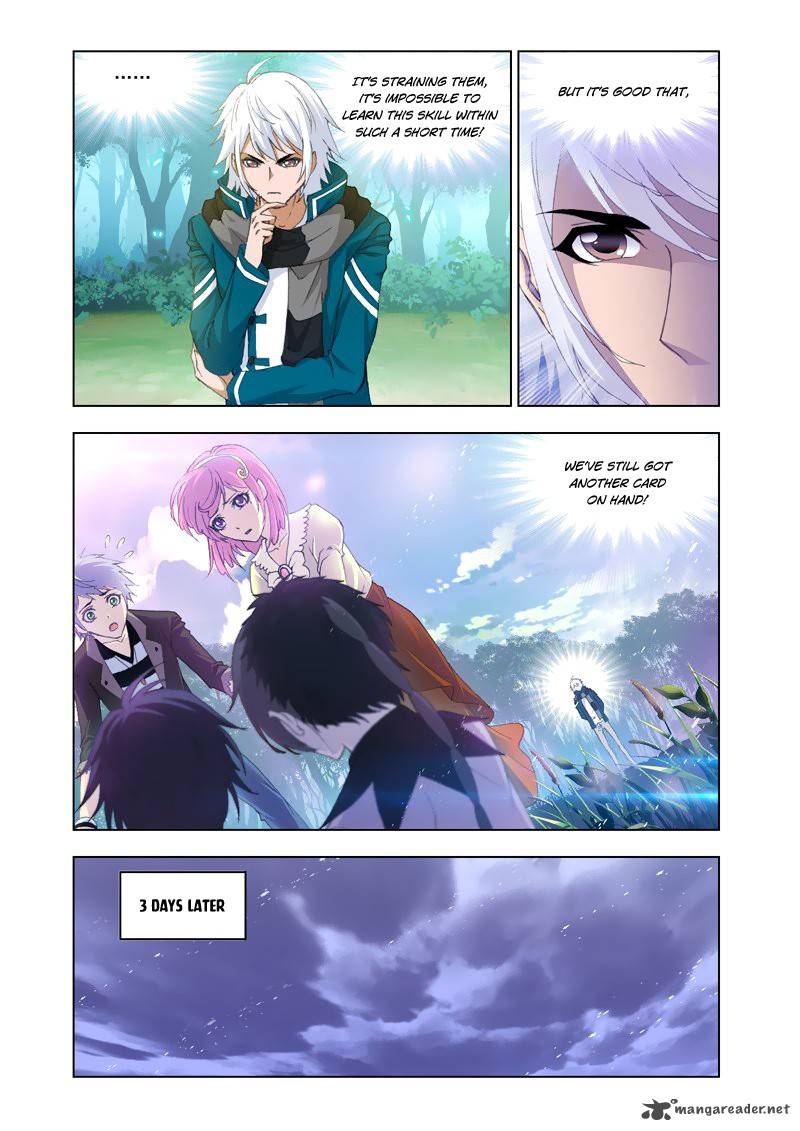 ......
IT'S STRAINING THEM,
IT'S IMPOSSIBLE TO
LEARN THIS SKILL WITHIN
SUCH A SHORT TIME!
BUT IT'S GOOD THAT,
WE'VE STILL GOT
ANOTHER CARD
ON HAND!
3 DAYS LATER
mangareader.net